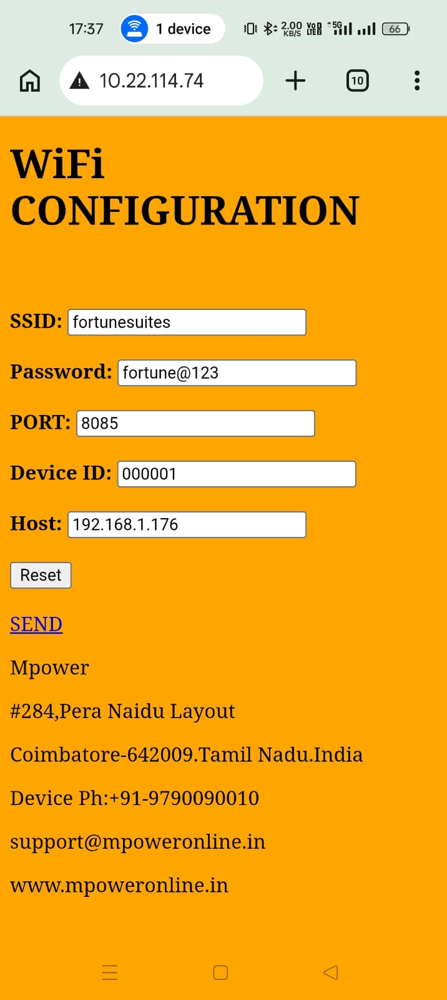 17:37
1 device
2.00 KB/S
VoD LTE2
5G
66
10.22.114.74
10
WiFi
CONFIGURATION
SSID: fortunesuites
Password: fortune@123
PORT: 8085
Device ID: 000001
Host: 192.168.1.176
Reset
SEND
Mpower
#284,Pera Naidu Layout
Coimbatore-642009.Tamil Nadu.India
Device Ph:+91-9790090010
support@mpoweronline.in
www.mpoweronline.in